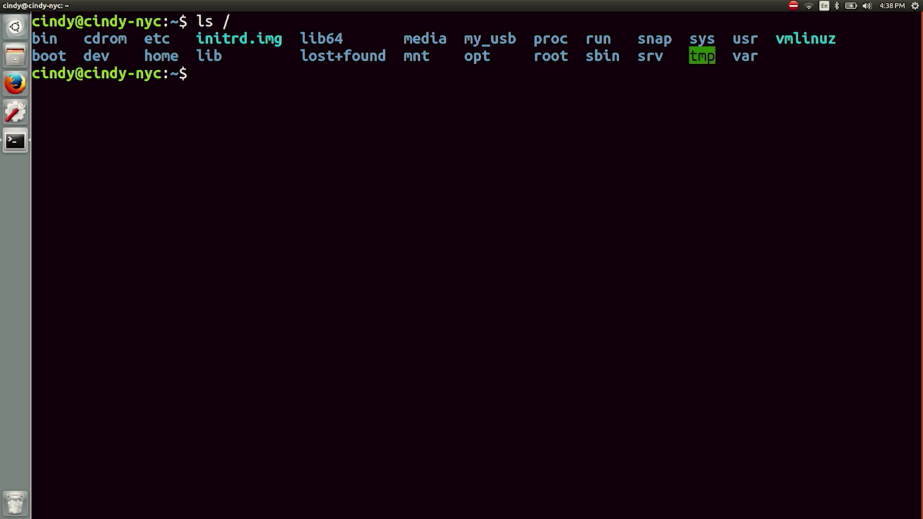 cindy@cindy-nyc: ~
En
4:38 PM
cindy@cindy-nyc:~$ ls /
bin cdrom etc initrd.img lib64 media my_usb proc run snap sys usr vmlinuz
boot dev home lib lost+found mnt opt root sbin srv tmp var
cindy@cindy-nyc:~$